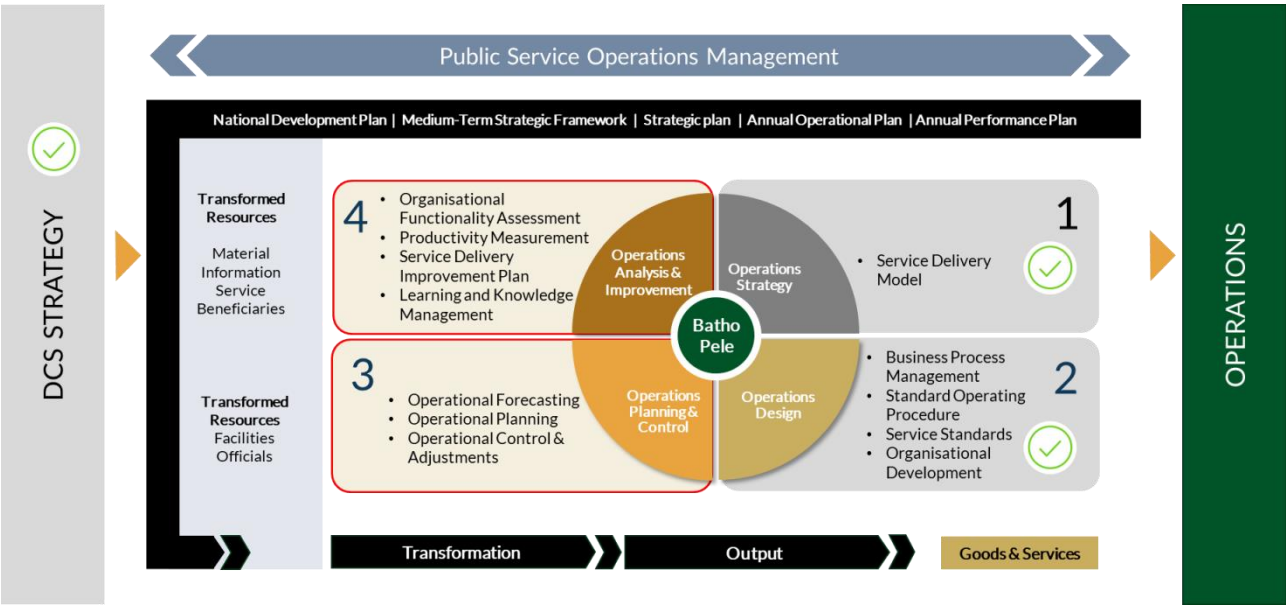 Public Service Operations Management
National Development Plan | Medium-Term Strategic Framework | Strategic plan | Annual Operational Plan | Annual Performance Plan
DCS STRATEGY
Transformed
Resources
Material
Information
Service
Beneficiaries
Transformed
Resources
Facilities
Officials
4
• Organisational
Functionality Assessment
• Productivity Measurement
• Service Delivery
Improvement Plan
• Learning and Knowledge
Management
Operations
Analysis &
Improvement
Operations
Strategy
1
• Service Delivery
Model
Batho
Pele
3
• Operational Forecasting
• Operational Planning
• Operational Control &
Adjustments
Operations
Planning &
Control
Operations
Design
2
• Business Process
Management
• Standard Operating
Procedure
• Service Standards
• Organisational
Development
Transformation
Output
Goods & Services
OPERATIONS